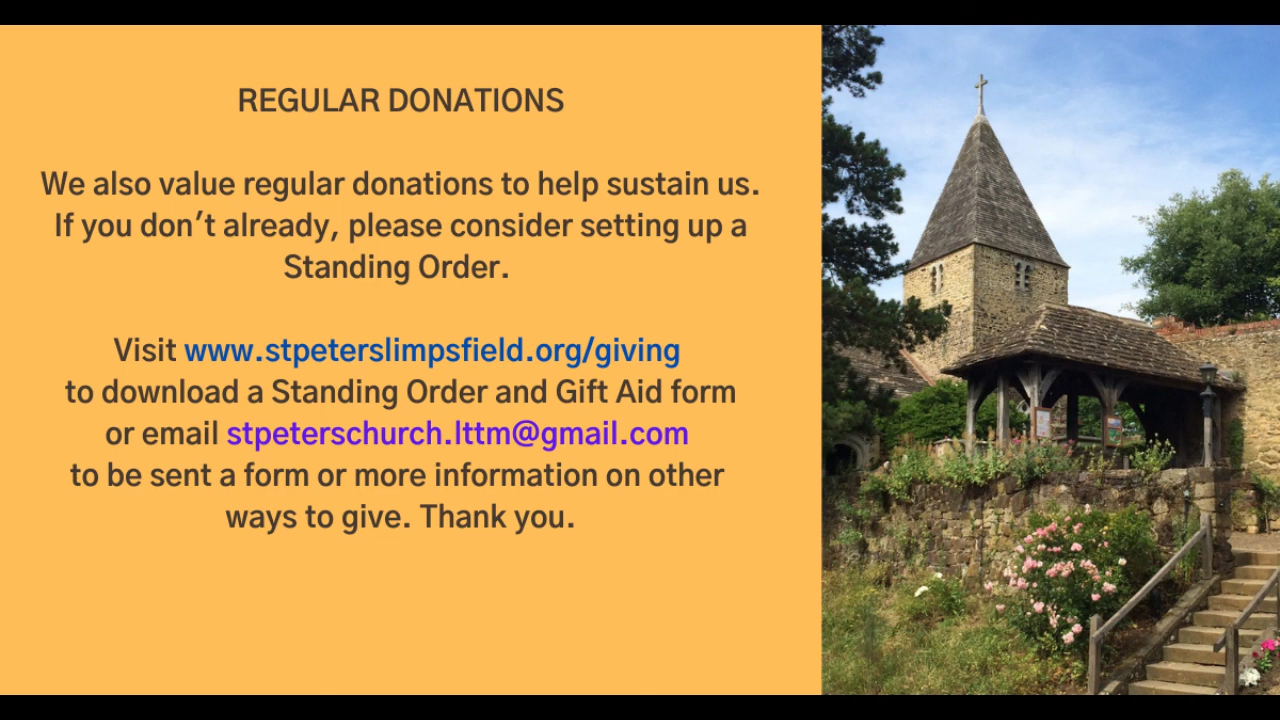 REGULAR DONATIONS
We also value regular donations to help sustain us.
If you don't already, please consider setting up a
Standing Order.
Visit www.stpeterslimpsfield.org/giving
to download a Standing Order and Gift Aid form
or email stpeterschurch.lttm@gmail.com
to be sent a form or more information on other
ways to give. Thank you.